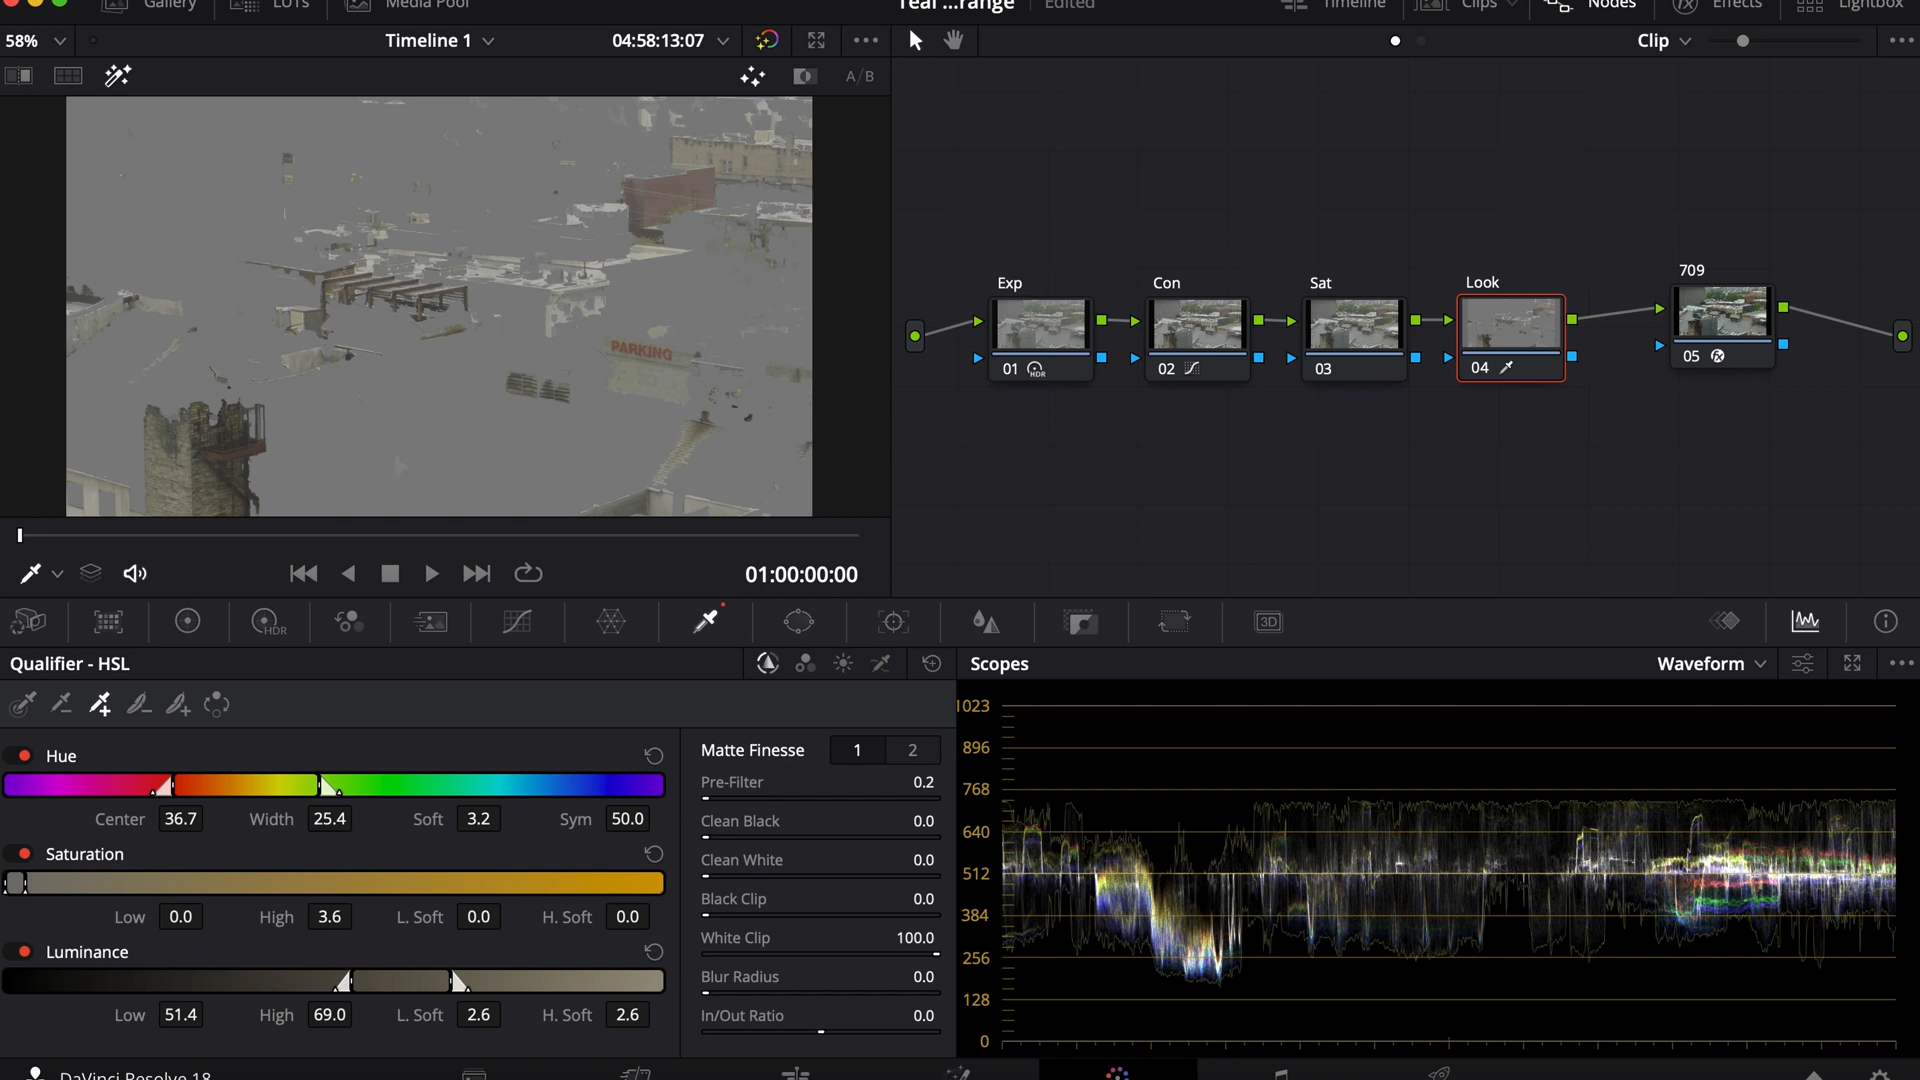 Gallery LUTs Media Pool
Edited Timeline Clips Nodes Effects Lightbox
58% Timeline 1 04:58:13:07 Clip
A/B
PARKING
Exp Con Sat Look 709
01 HDR 02 03 04 05
01:00:00:00
HDR 3D
Qualifier - HSL
Scopes Waveform
Hue
Center 36.7 Width 25.4 Soft 3.2 Sym 50.0
Saturation
Low 0.0 High 3.6 L. Soft 0.0 H. Soft 0.0
Luminance
Low 51.4 High 69.0 L. Soft 2.6 H. Soft 2.6
Matte Finesse 1 2
Pre-Filter 0.2
Clean Black 0.0
Clean White 0.0
Black Clip 0.0
White Clip 100.0
Blur Radius 0.0
In/Out Ratio 0.0
1023
896
768
640
512
384
256
128
0
DaVinci Resolve 18